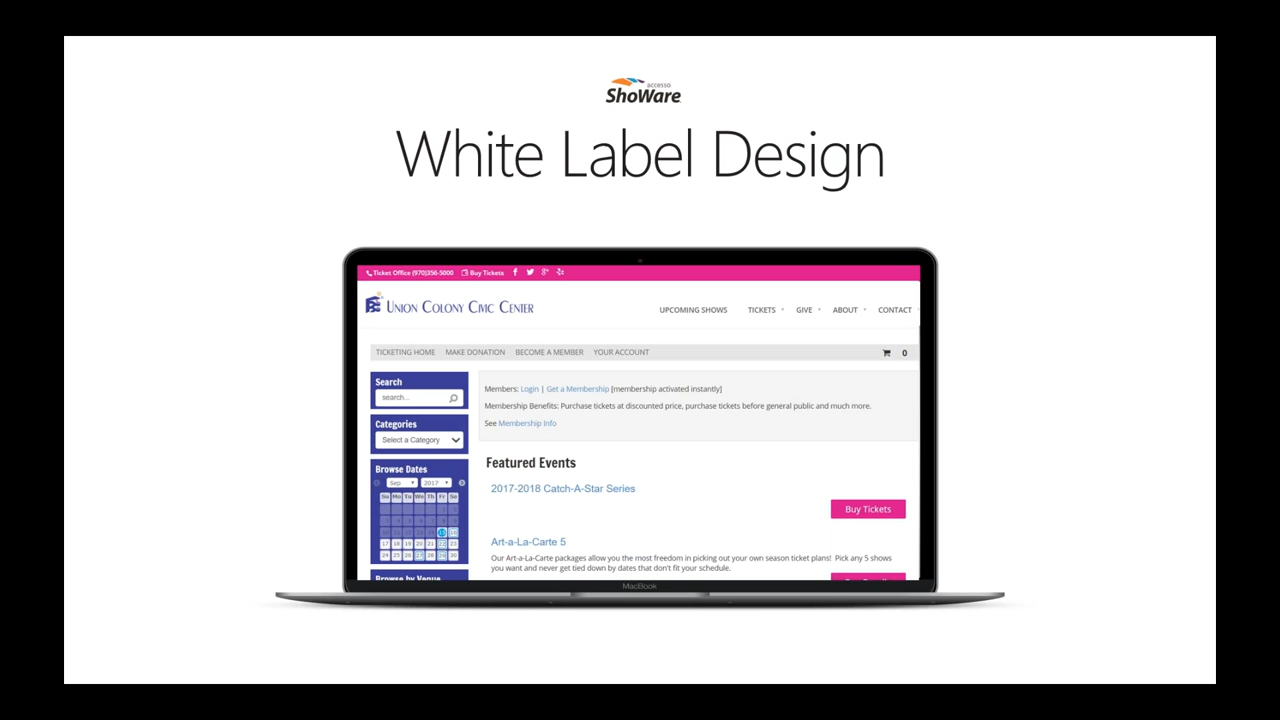 accesso
ShoWare
White Label Design
Ticket Office (970)356-5000 Buy Tickets
UNION COLONY CIVIC CENTER
UPCOMING SHOWS TICKETS GIVE ABOUT CONTACT
TICKETING HOME MAKE DONATION BECOME A MEMBER YOUR ACCOUNT 0
Search
search...
Categories
Select a Category
Browse Dates
Sep 2017
Su Mo Tu We Th Fr Sa
15 16
17 18 19 20 21 22 23
24 25 26 27 28 29 30
Browse by Venue
Members: Login | Get a Membership [membership activated instantly]
Membership Benefits: Purchase tickets at discounted price, purchase tickets before general public and much more.
See Membership Info
Featured Events
2017-2018 Catch-A-Star Series
Buy Tickets
Art-a-La-Carte 5
Our Art-a-La-Carte packages allow you the most freedom in picking out your own season ticket plans! Pick any 5 shows
you want and never get tied down by dates that don't fit your schedule.
MacBook